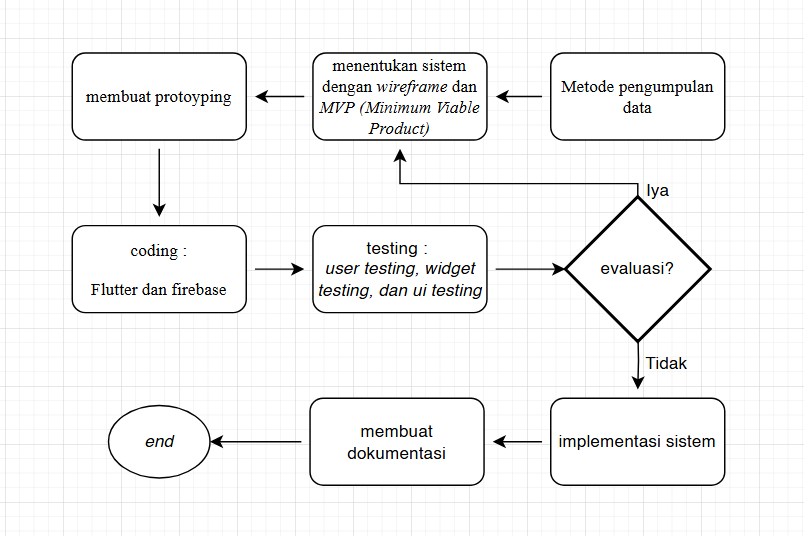 membuat protoyping
menentukan sistem
dengan wireframe dan
MVP (Minimum Viable
Product)
Metode pengumpulan
data
Iya
coding :
Flutter dan firebase
testing :
user testing, widget
testing, dan ui testing
evaluasi?
Tidak
end
membuat
dokumentasi
implementasi sistem